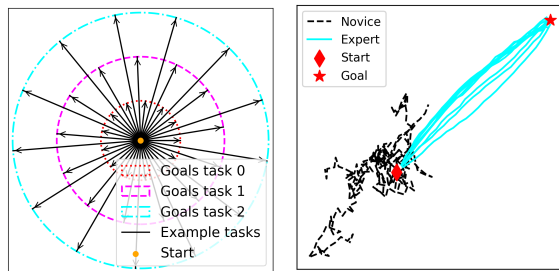 Goals task 0
Goals task 1
Goals task 2
Example tasks
Start
Novice
Expert
Start
Goal